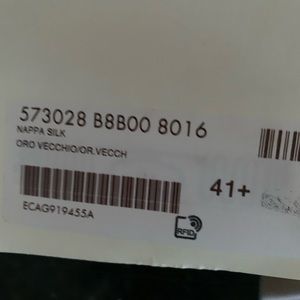 573028 B8B00 8016
NAPPA SILK
ORO VECCHIO/OR.VECCH
41+
ECAG919455A
RFID